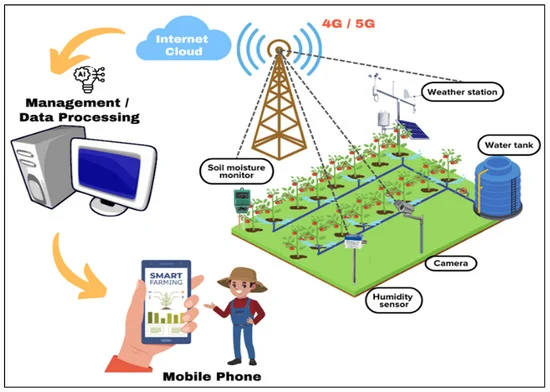 Internet
Cloud
4G / 5G
AI
Management /
Data Processing
Weather station
Water tank
Soil moisture
monitor
Camera
Humidity
sensor
SMART
FARMING
Mobile Phone